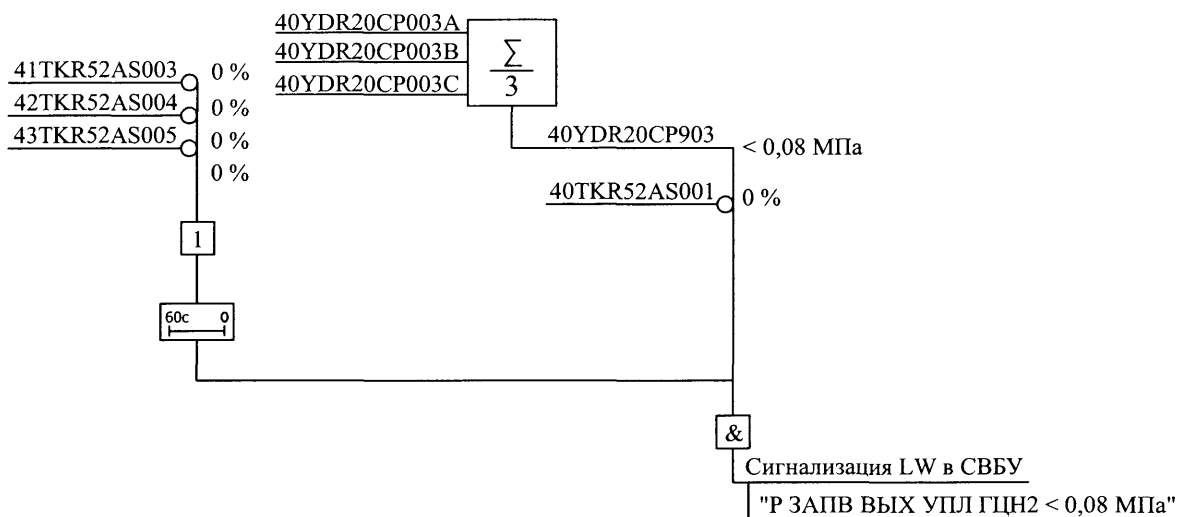 40YDR20CP003A
40YDR20CP003B
40YDR20CP003C
Σ
3
41TKR52AS003
0 %
42TKR52AS004
0 %
43TKR52AS005
0 %
0 %
40YDR20CP903
< 0,08 МПа
40TKR52AS001
0 %
1
60с 0
&
Сигнализация LW в СВБУ
"Р ЗАПВ ВЫХ УПЛ ГЦН2 < 0,08 МПа"